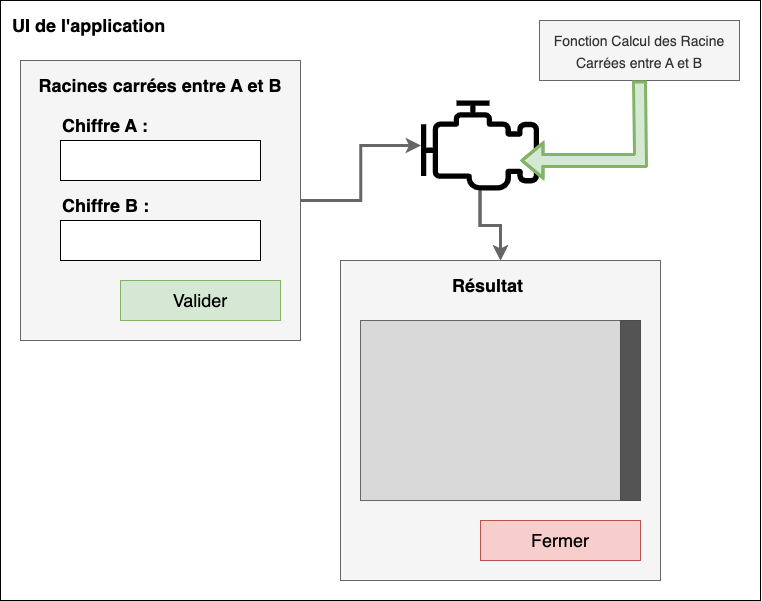 UI de l'application
Fonction Calcul des Racine
Carrées entre A et B
Racines carrées entre A et B
Chiffre A :
Chiffre B :
Valider
Résultat
Fermer